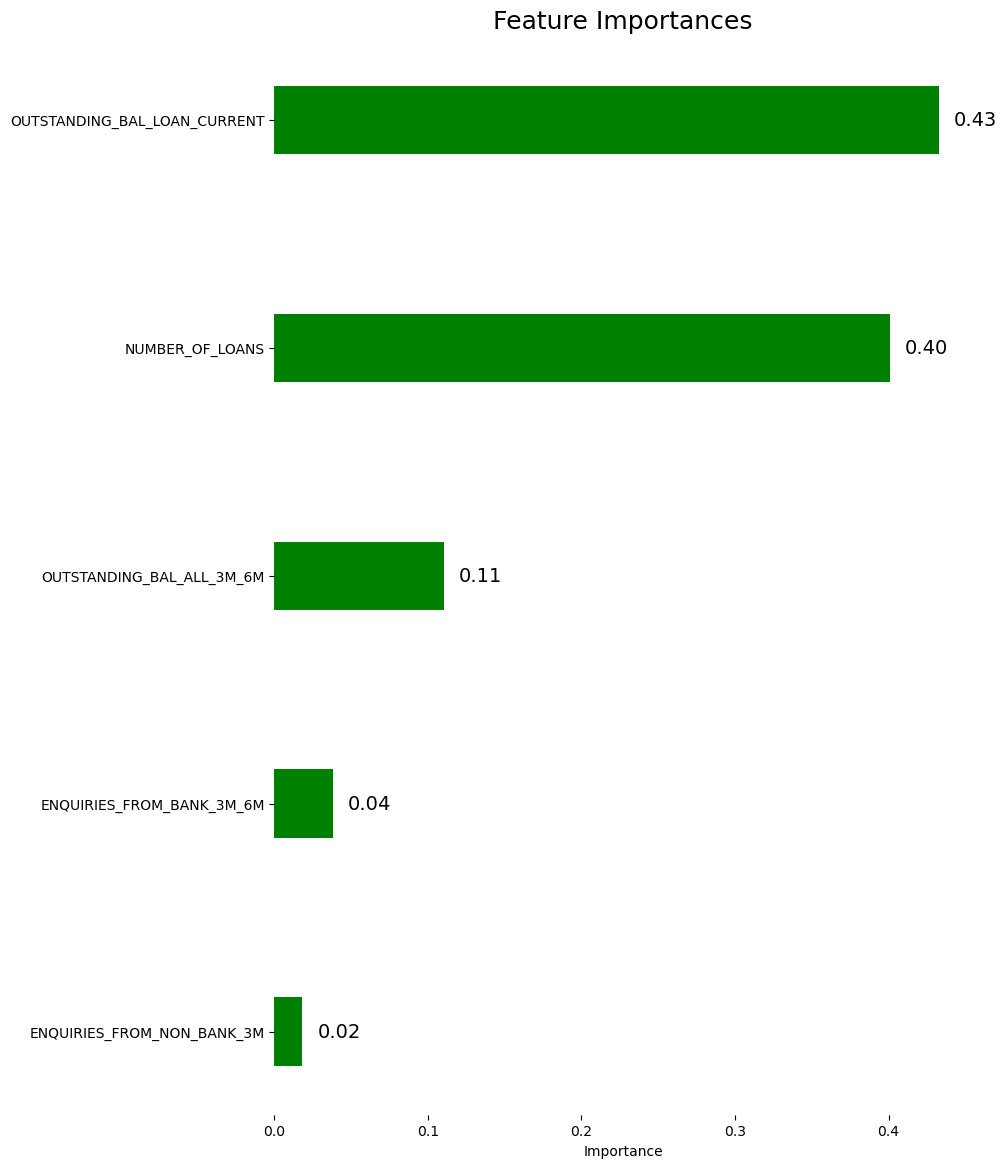 Feature Importances
OUTSTANDING_BAL_LOAN_CURRENT 0.43
NUMBER_OF_LOANS 0.40
OUTSTANDING_BAL_ALL_3M_6M 0.11
ENQUIRIES_FROM_BANK_3M_6M 0.04
ENQUIRIES_FROM_NON_BANK_3M 0.02
0.0 0.1 0.2 0.3 0.4
Importance